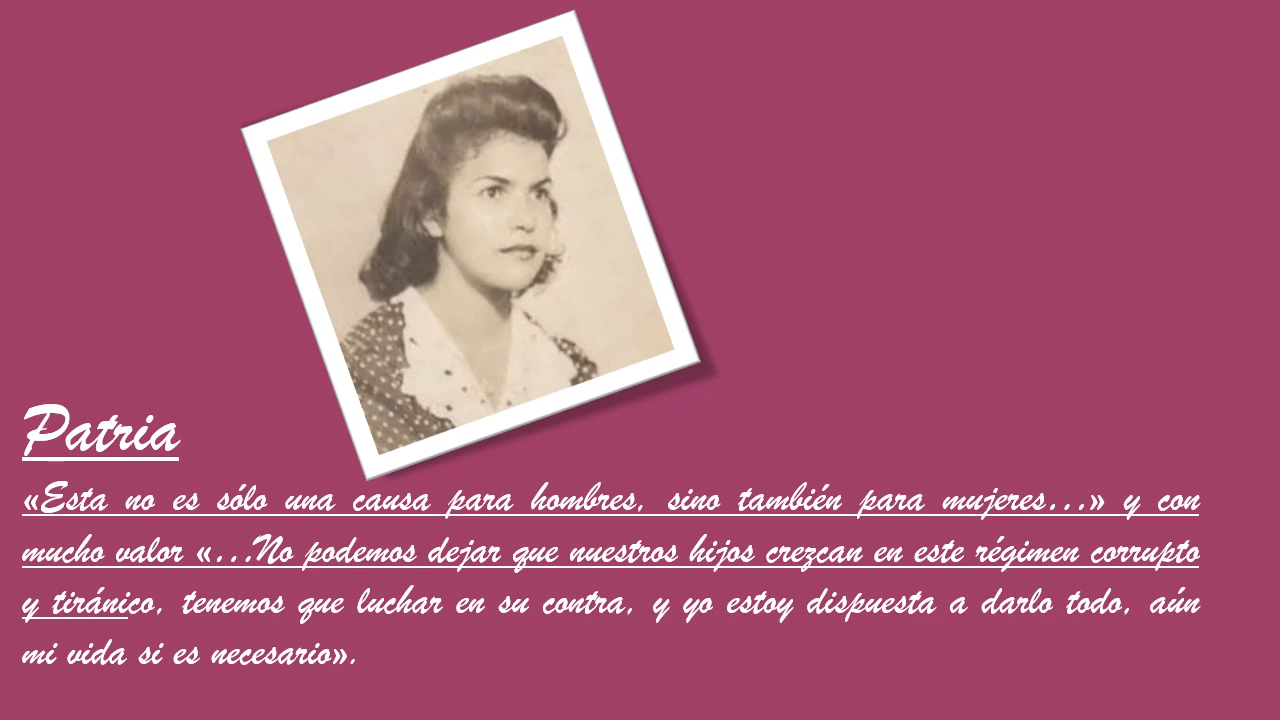 Patria
«Esta no es sólo una causa para hombres, sino también para mujeres...» y con
mucho valor «...No podemos dejar que nuestros hijos crezcan en este régimen corrupto
y tiránico, tenemos que luchar en su contra, y yo estoy dispuesta a darlo todo, aún
mi vida si es necesario».